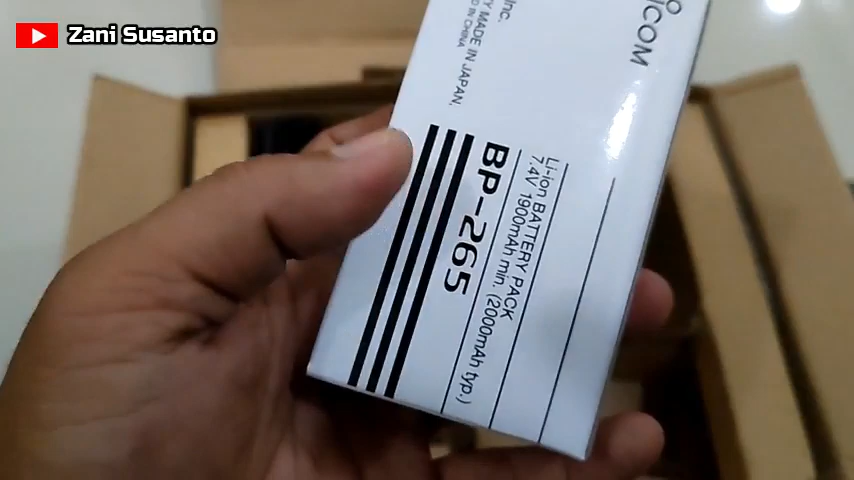 Zani Susanto
ICOM
Inc.
MADE IN JAPAN,
IN CHINA
BP-265
Li-ion BATTERY PACK
7.4V 1900mAh min. (2000mAh typ.)